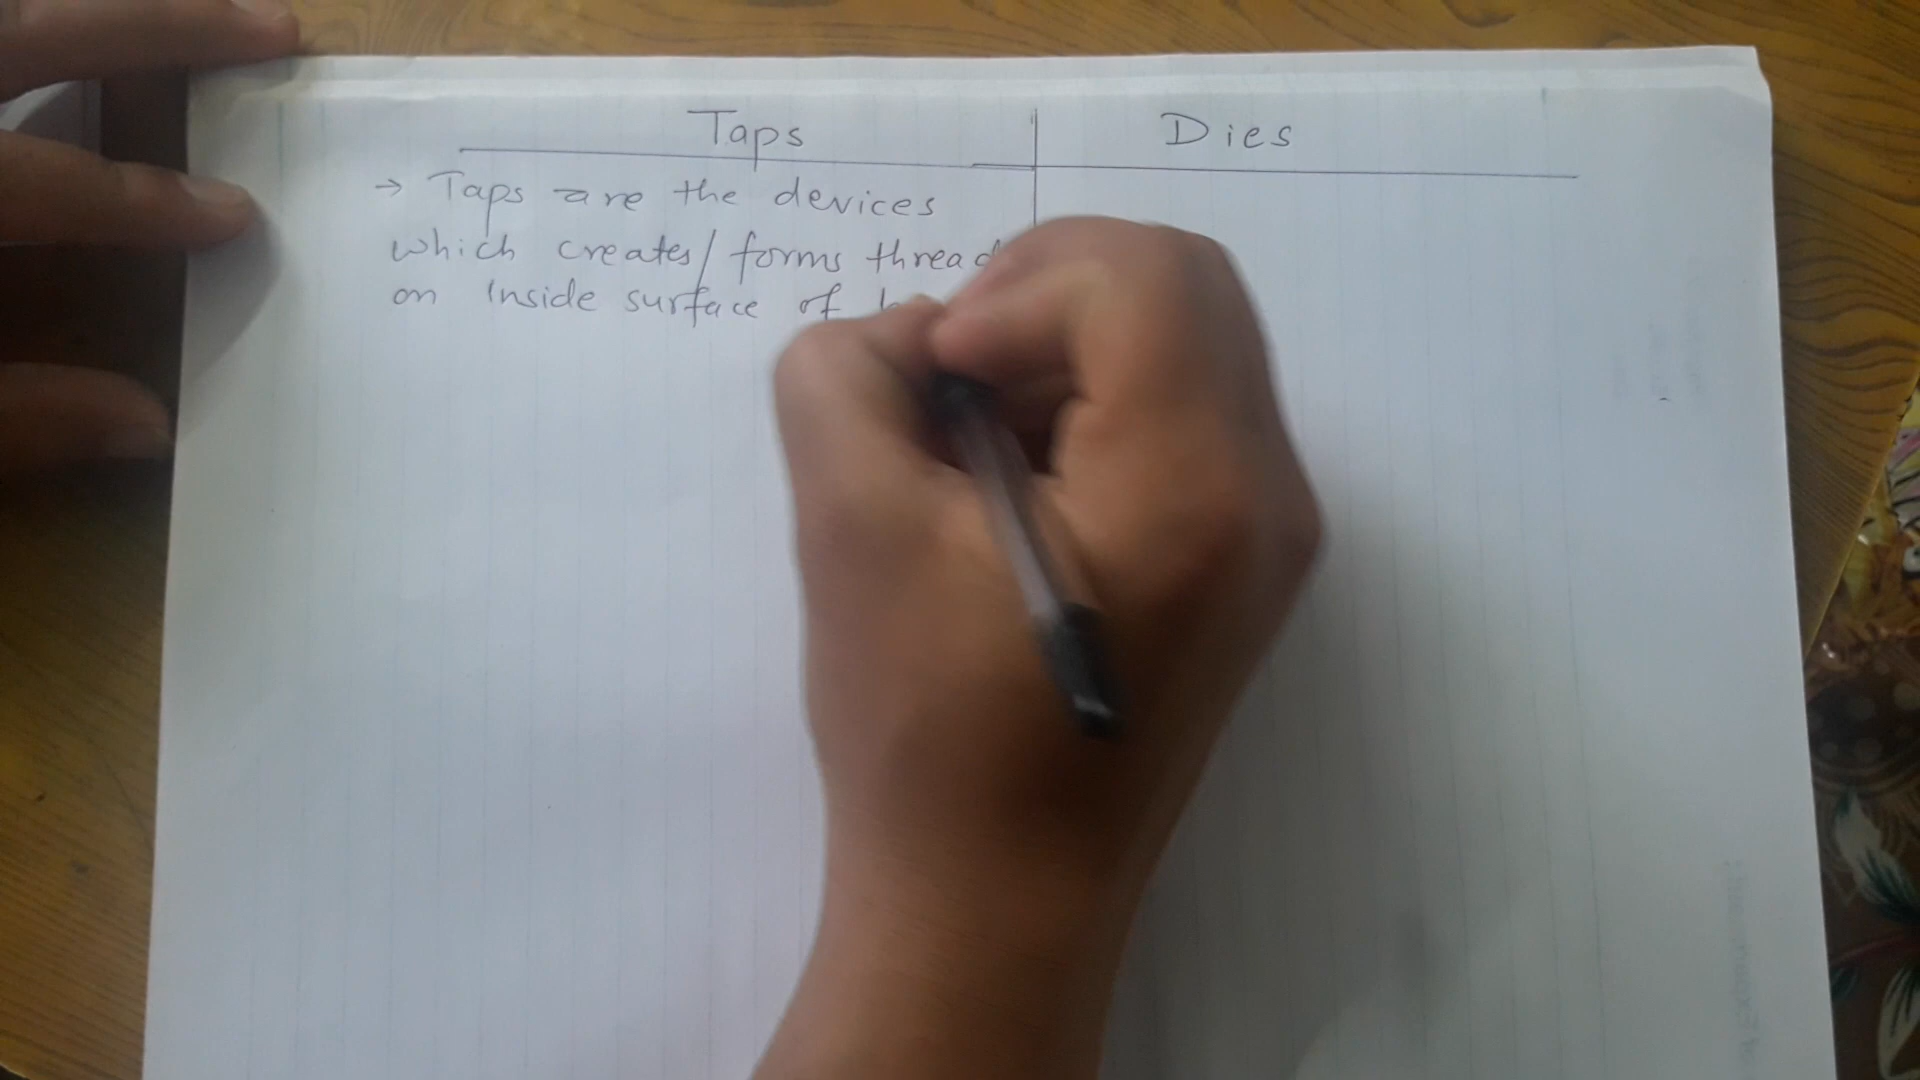 Taps
Dies
→ Taps are the devices
which creates/forms thread
on inside surface of